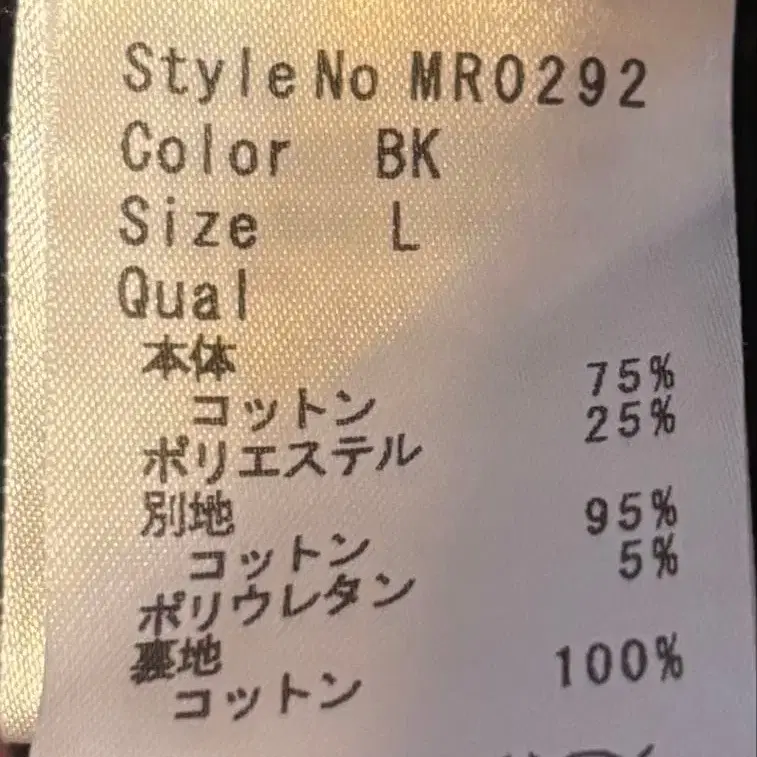 Style No MR0292
Color BK
Size L
Qual
本体
コットン 75%
ポリエステル 25%
別地
コットン 95%
ポリウレタン 5%
裏地
コットン 100%